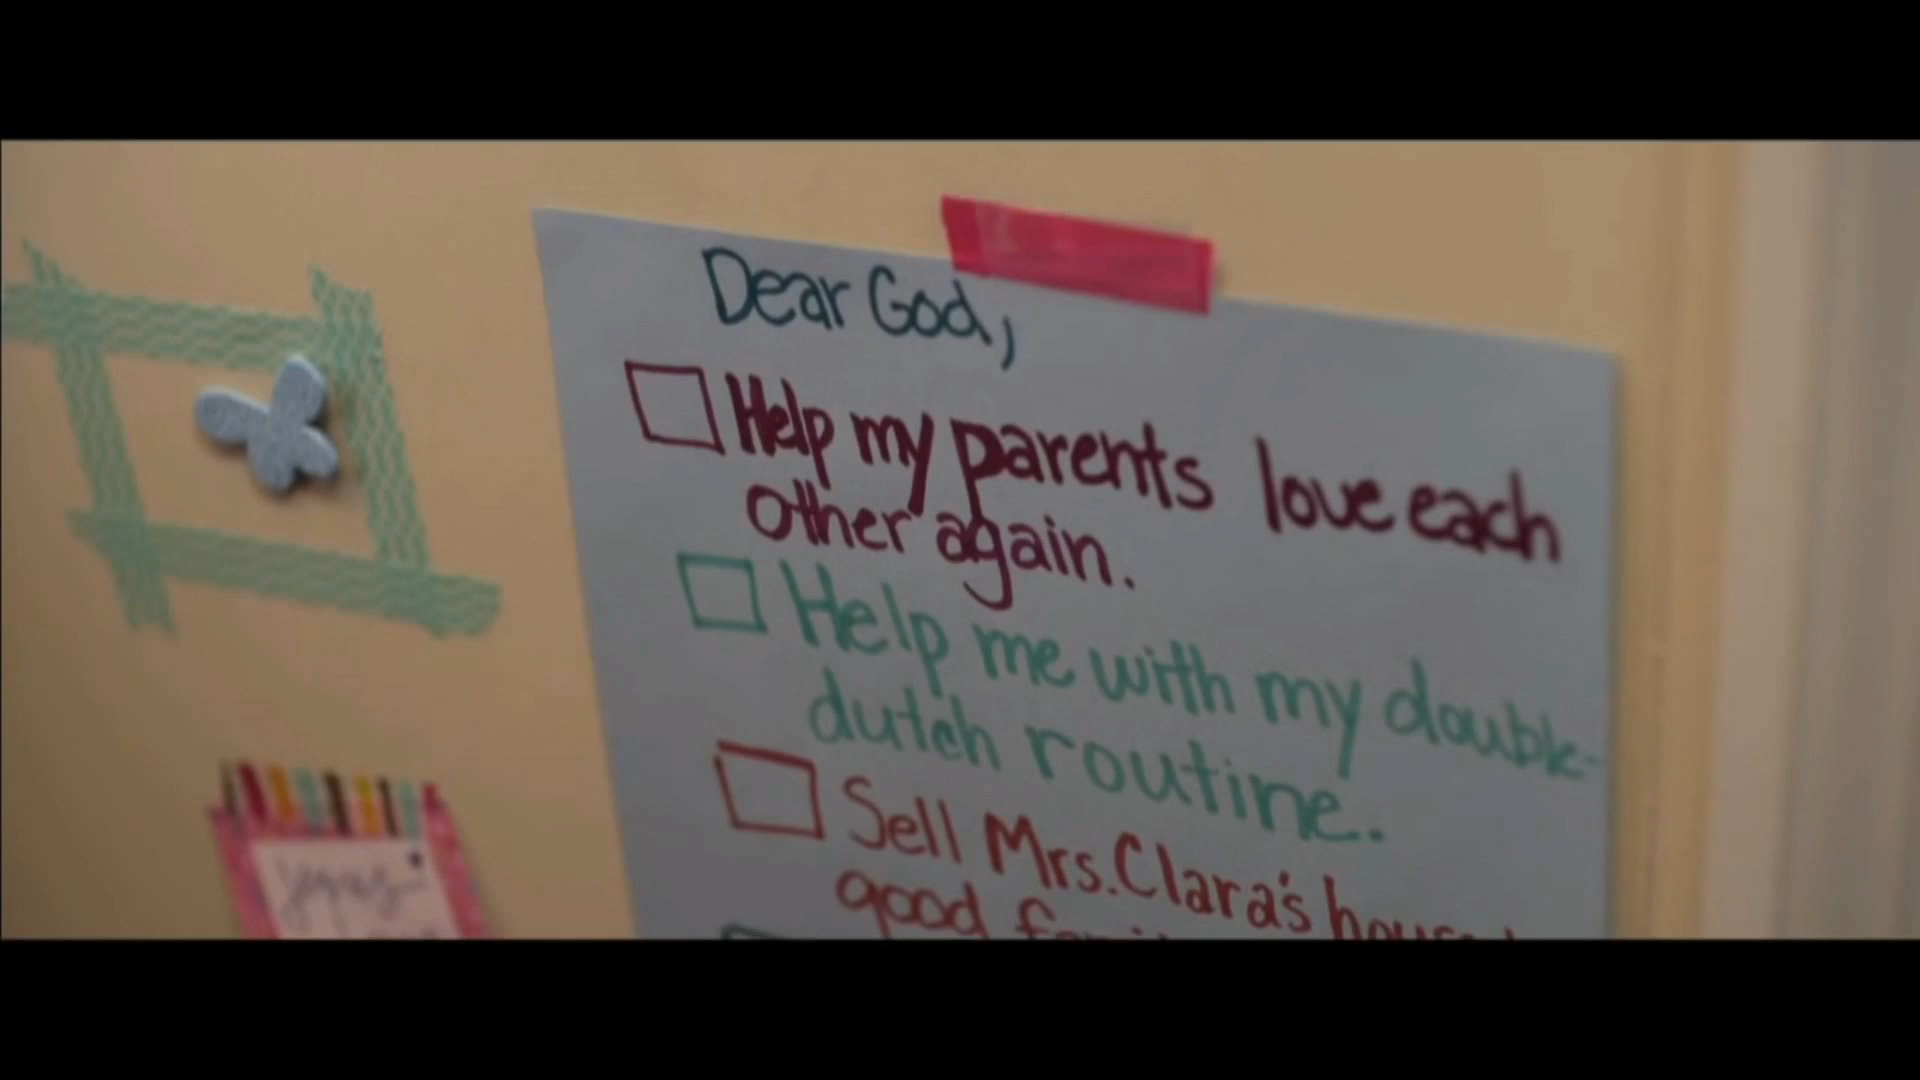 Dear God,
Help my parents love each
other again.
Help me with my double-
dutch routine.
Sell Mrs. Clara's
good